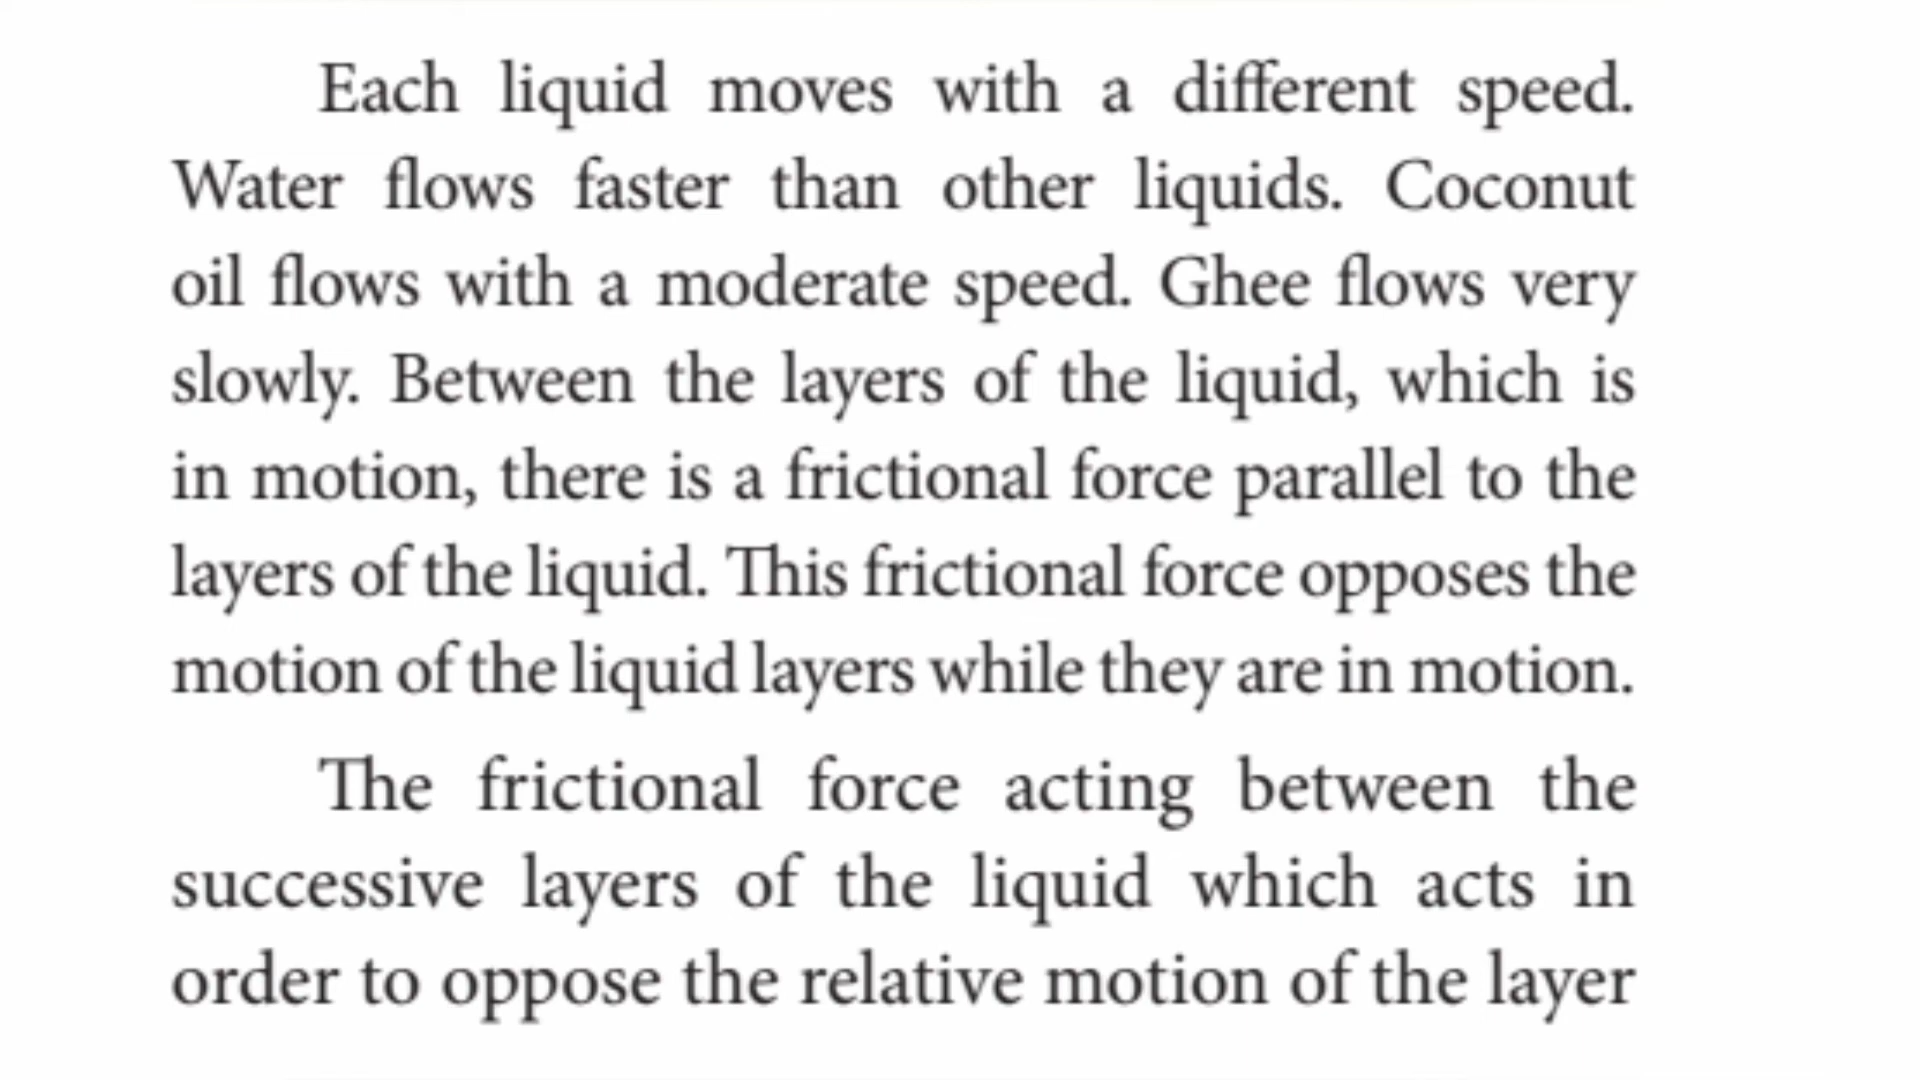 Each liquid moves with a different speed.
Water flows faster than other liquids. Coconut
oil flows with a moderate speed. Ghee flows very
slowly. Between the layers of the liquid, which is
in motion, there is a frictional force parallel to the
layers of the liquid. This frictional force opposes the
motion of the liquid layers while they are in motion.
The frictional force acting between the
successive layers of the liquid which acts in
order to oppose the relative motion of the layer